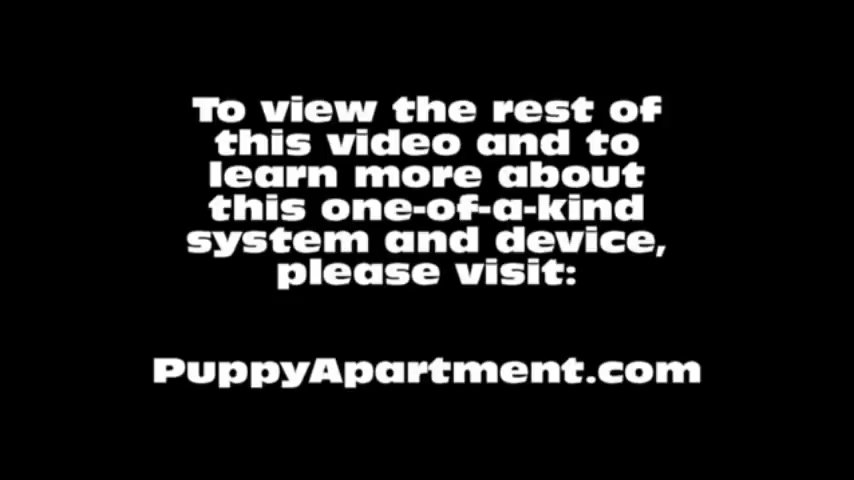 To view the rest of
this video and to
learn more about
this one-of-a-kind
system and device,
please visit:
PuppyApartment.com